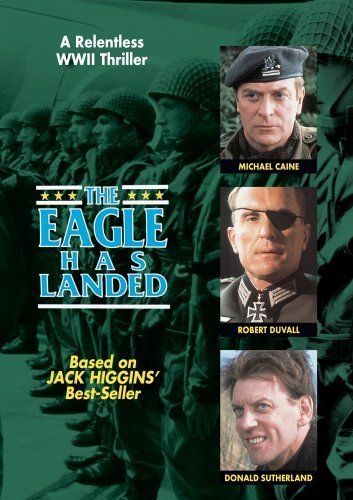 A Relentless
WWII Thriller
MICHAEL CAINE
THE
EAGLE
HAS
LANDED
ROBERT DUVALL
Based on
JACK HIGGINS'
Best-Seller
DONALD SUTHERLAND